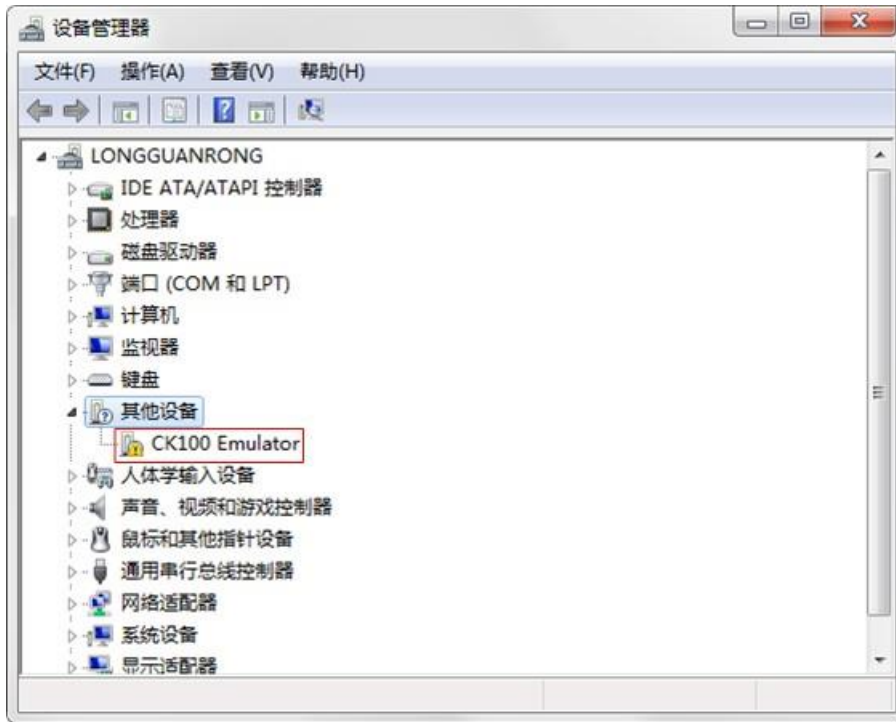 设备管理器
文件(F) 操作(A) 查看(V) 帮助(H)
LONGGUANRONG
IDE ATA/ATAPI 控制器
处理器
磁盘驱动器
端口 (COM 和 LPT)
计算机
监视器
键盘
其他设备
CK100 Emulator
人体学输入设备
声音、视频和游戏控制器
鼠标和其他指针设备
通用串行总线控制器
网络适配器
系统设备
显示适配器